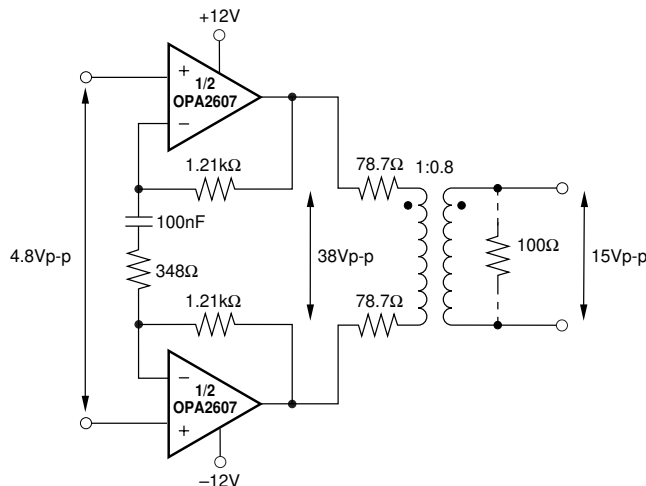 +12V
+
1/2
OPA2607
−
1.21kΩ
78.7Ω
1:0.8
100nF
4.8Vp-p
348Ω
38Vp-p
100Ω
15Vp-p
1.21kΩ
78.7Ω
−
1/2
OPA2607
+
–12V